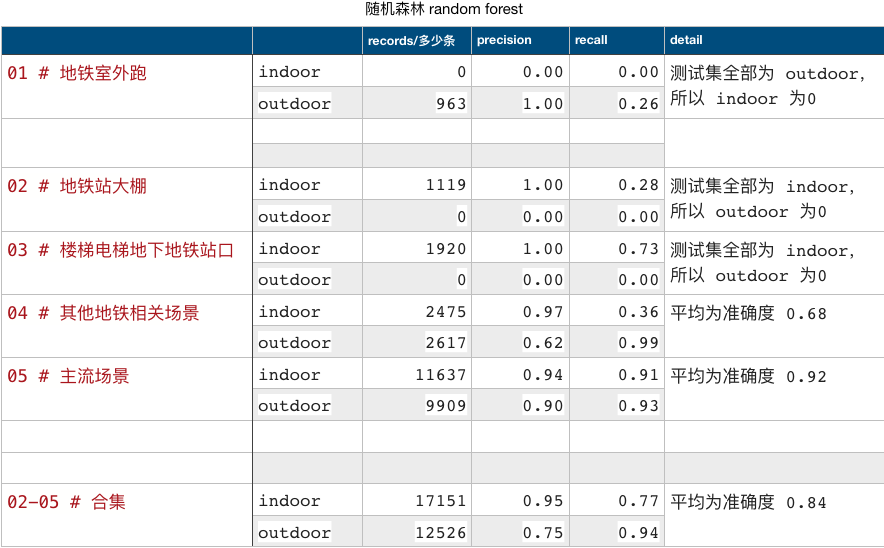 随机森林 random forest
records/多少条 precision recall detail
01 # 地铁室外跑 indoor 0 0.00 0.00 测试集全部为 outdoor,
outdoor 963 1.00 0.26 所以 indoor 为0
02 # 地铁站大棚 indoor 1119 1.00 0.28 测试集全部为 indoor,
outdoor 0 0.00 0.00 所以 outdoor 为0
03 # 楼梯电梯地下地铁站口 indoor 1920 1.00 0.73 测试集全部为 indoor,
outdoor 0 0.00 0.00 所以 outdoor 为0
04 # 其他地铁相关场景 indoor 2475 0.97 0.36 平均为准确度 0.68
outdoor 2617 0.62 0.99
05 # 主流场景 indoor 11637 0.94 0.91 平均为准确度 0.92
outdoor 9909 0.90 0.93
02-05 # 合集 indoor 17151 0.95 0.77 平均为准确度 0.84
outdoor 12526 0.75 0.94